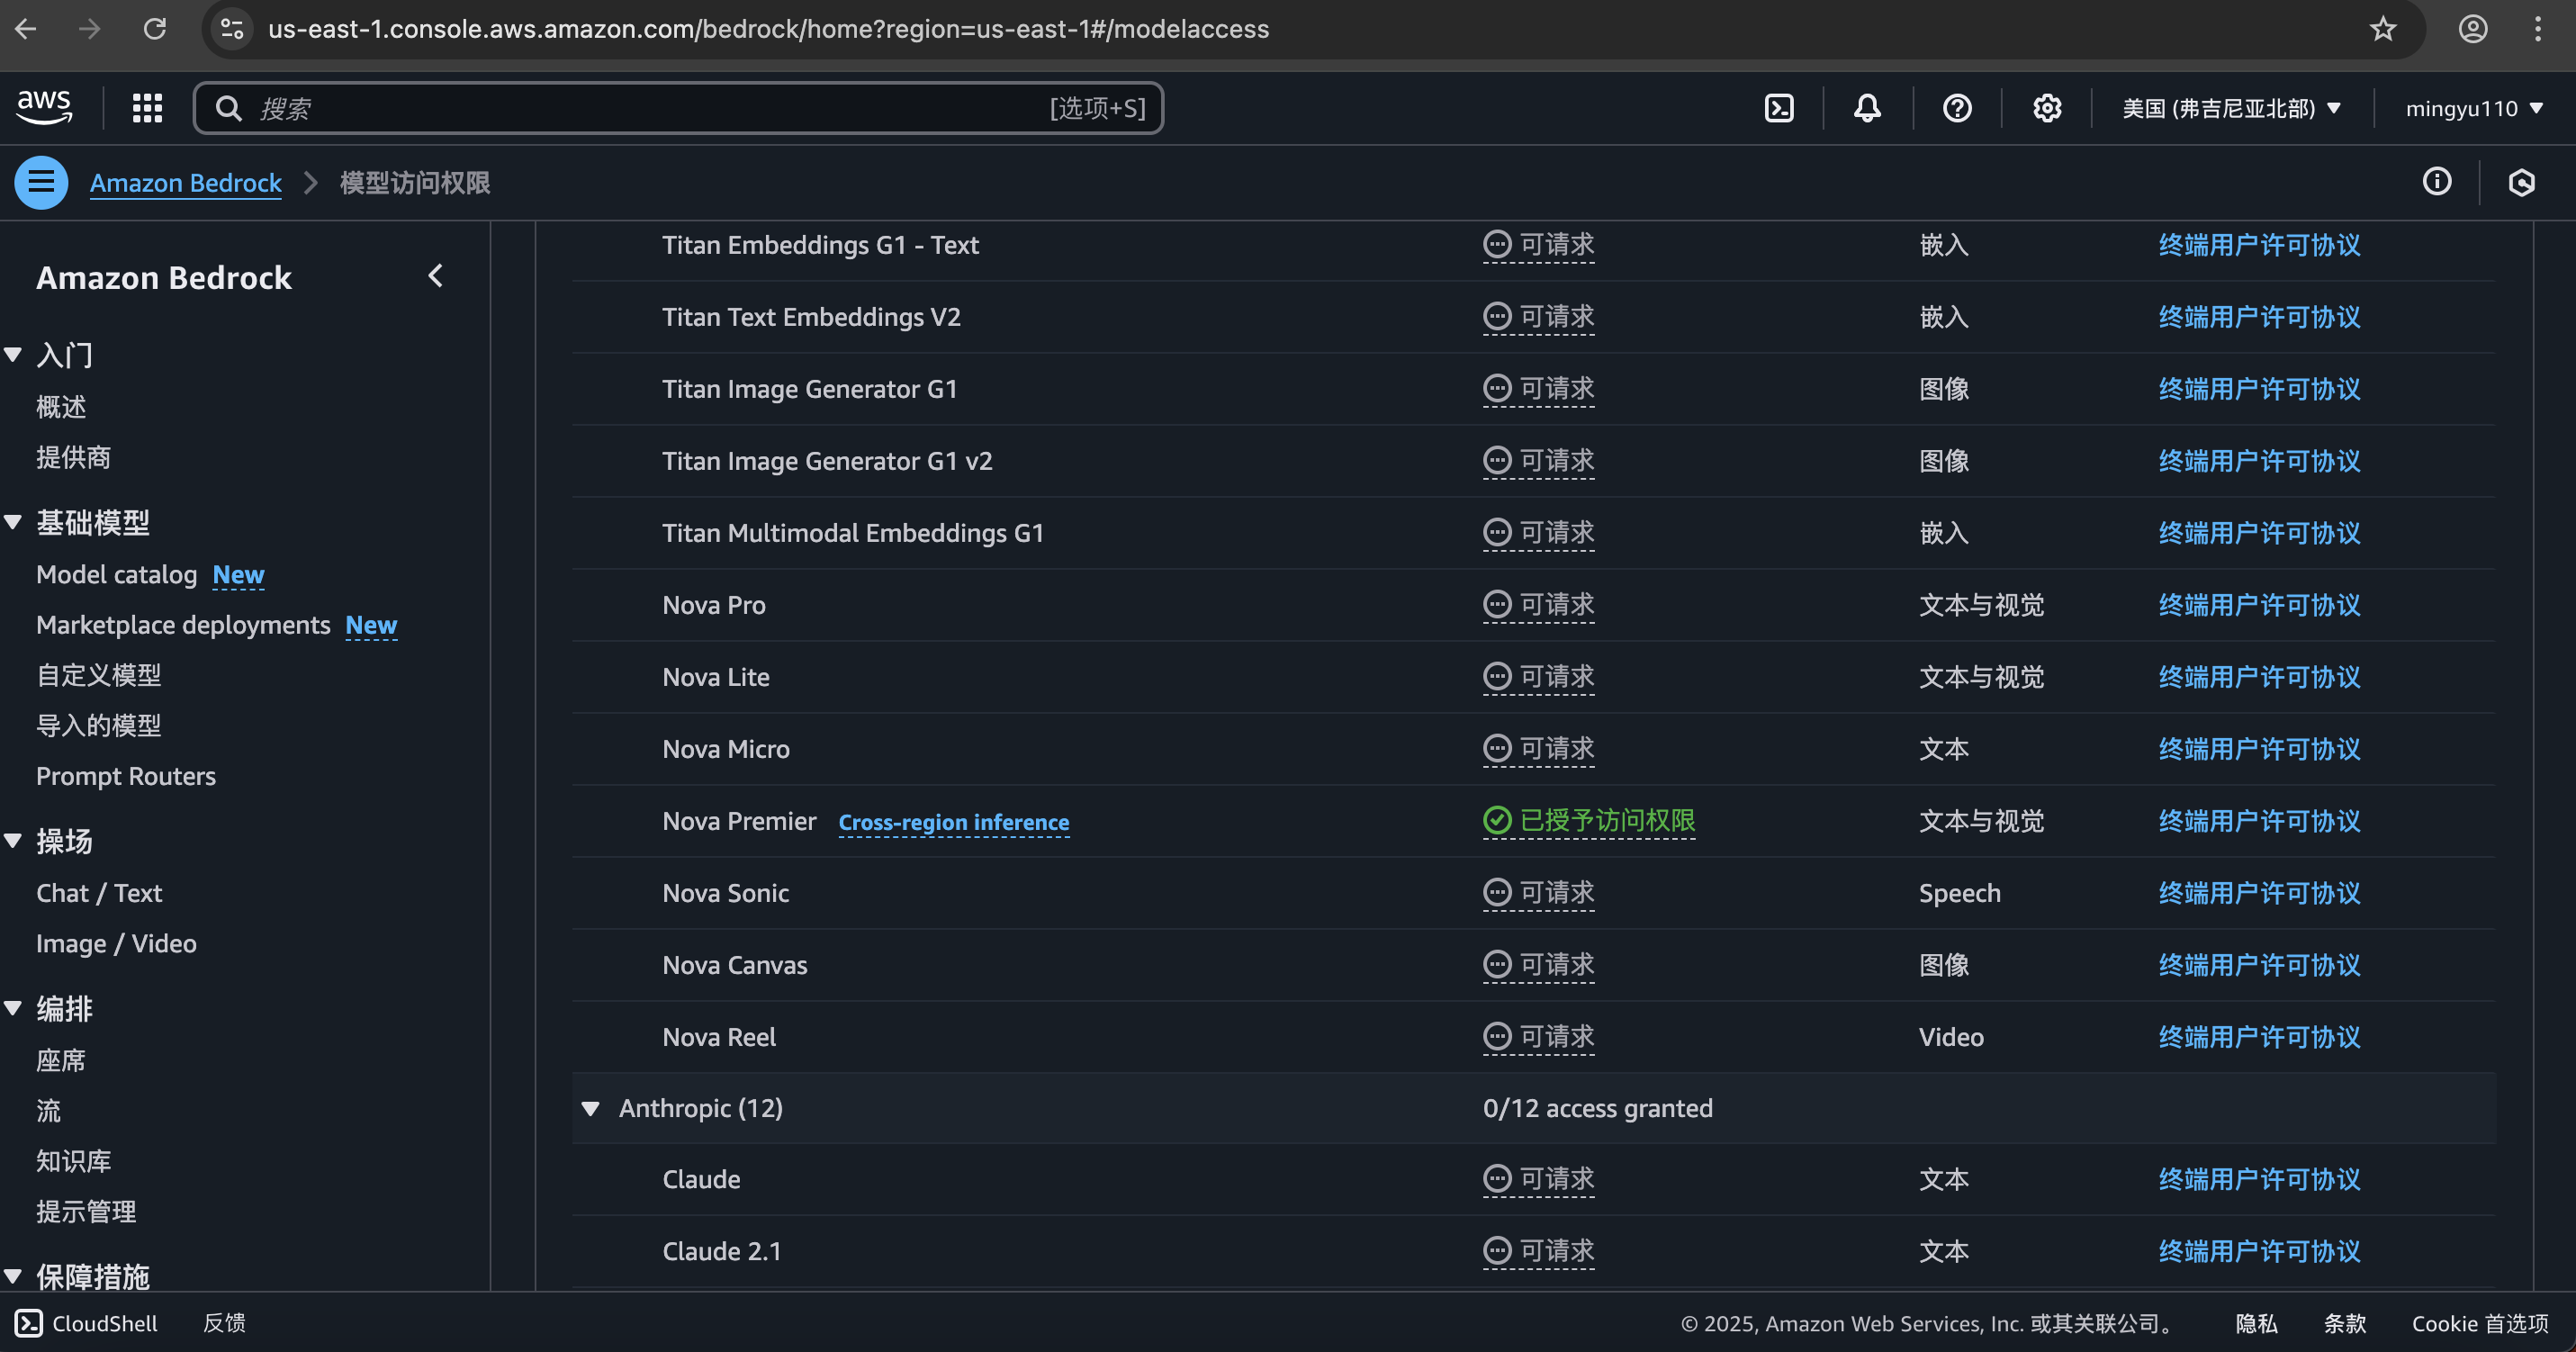 us-east-1.console.aws.amazon.com/bedrock/home?region=us-east-1#/modelaccess
aws
搜索
[选项+S]
美国 (弗吉尼亚北部)
mingyu110
Amazon Bedrock
模型访问权限
Amazon Bedrock
入门
概述
提供商
基础模型
Model catalog New
Marketplace deployments New
自定义模型
导入的模型
Prompt Routers
操场
Chat / Text
Image / Video
编排
座席
流
知识库
提示管理
保障措施
Titan Embeddings G1 - Text 可请求 嵌入 终端用户许可协议
Titan Text Embeddings V2 可请求 嵌入 终端用户许可协议
Titan Image Generator G1 可请求 图像 终端用户许可协议
Titan Image Generator G1 v2 可请求 图像 终端用户许可协议
Titan Multimodal Embeddings G1 可请求 嵌入 终端用户许可协议
Nova Pro 可请求 文本与视觉 终端用户许可协议
Nova Lite 可请求 文本与视觉 终端用户许可协议
Nova Micro 可请求 文本 终端用户许可协议
Nova Premier Cross-region inference 已授予访问权限 文本与视觉 终端用户许可协议
Nova Sonic 可请求 Speech 终端用户许可协议
Nova Canvas 可请求 图像 终端用户许可协议
Nova Reel 可请求 Video 终端用户许可协议
Anthropic (12) 0/12 access granted
Claude 可请求 文本 终端用户许可协议
Claude 2.1 可请求 文本 终端用户许可协议
CloudShell 反馈 © 2025, Amazon Web Services, Inc. 或其关联公司。 隐私 条款 Cookie 首选项